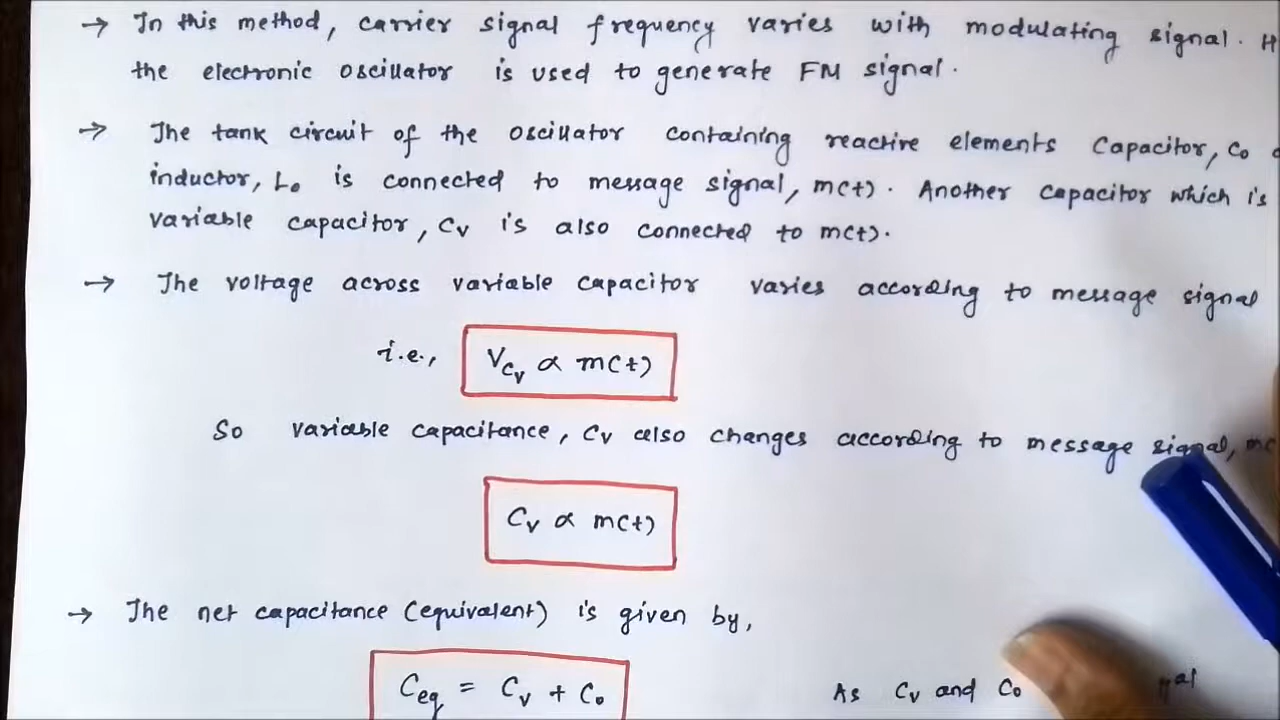 → In this method, carrier signal frequency varies with modulating signal.
the electronic oscillator is used to generate FM signal.
→ The tank circuit of the oscillator containing reactive elements Capacitor, C₀
inductor, L₀ is connected to message signal, m(t). Another capacitor which is
variable capacitor, Cᵥ is also connected to m(t).
→ The voltage across variable capacitor varies according to message signal
i.e., V_Cᵥ ∝ m(t)
So variable capacitance, Cᵥ also changes according to message signal,
Cᵥ ∝ m(t)
→ The net capacitance (equivalent) is given by,
C_eq = Cᵥ + C₀ As Cᵥ and C₀